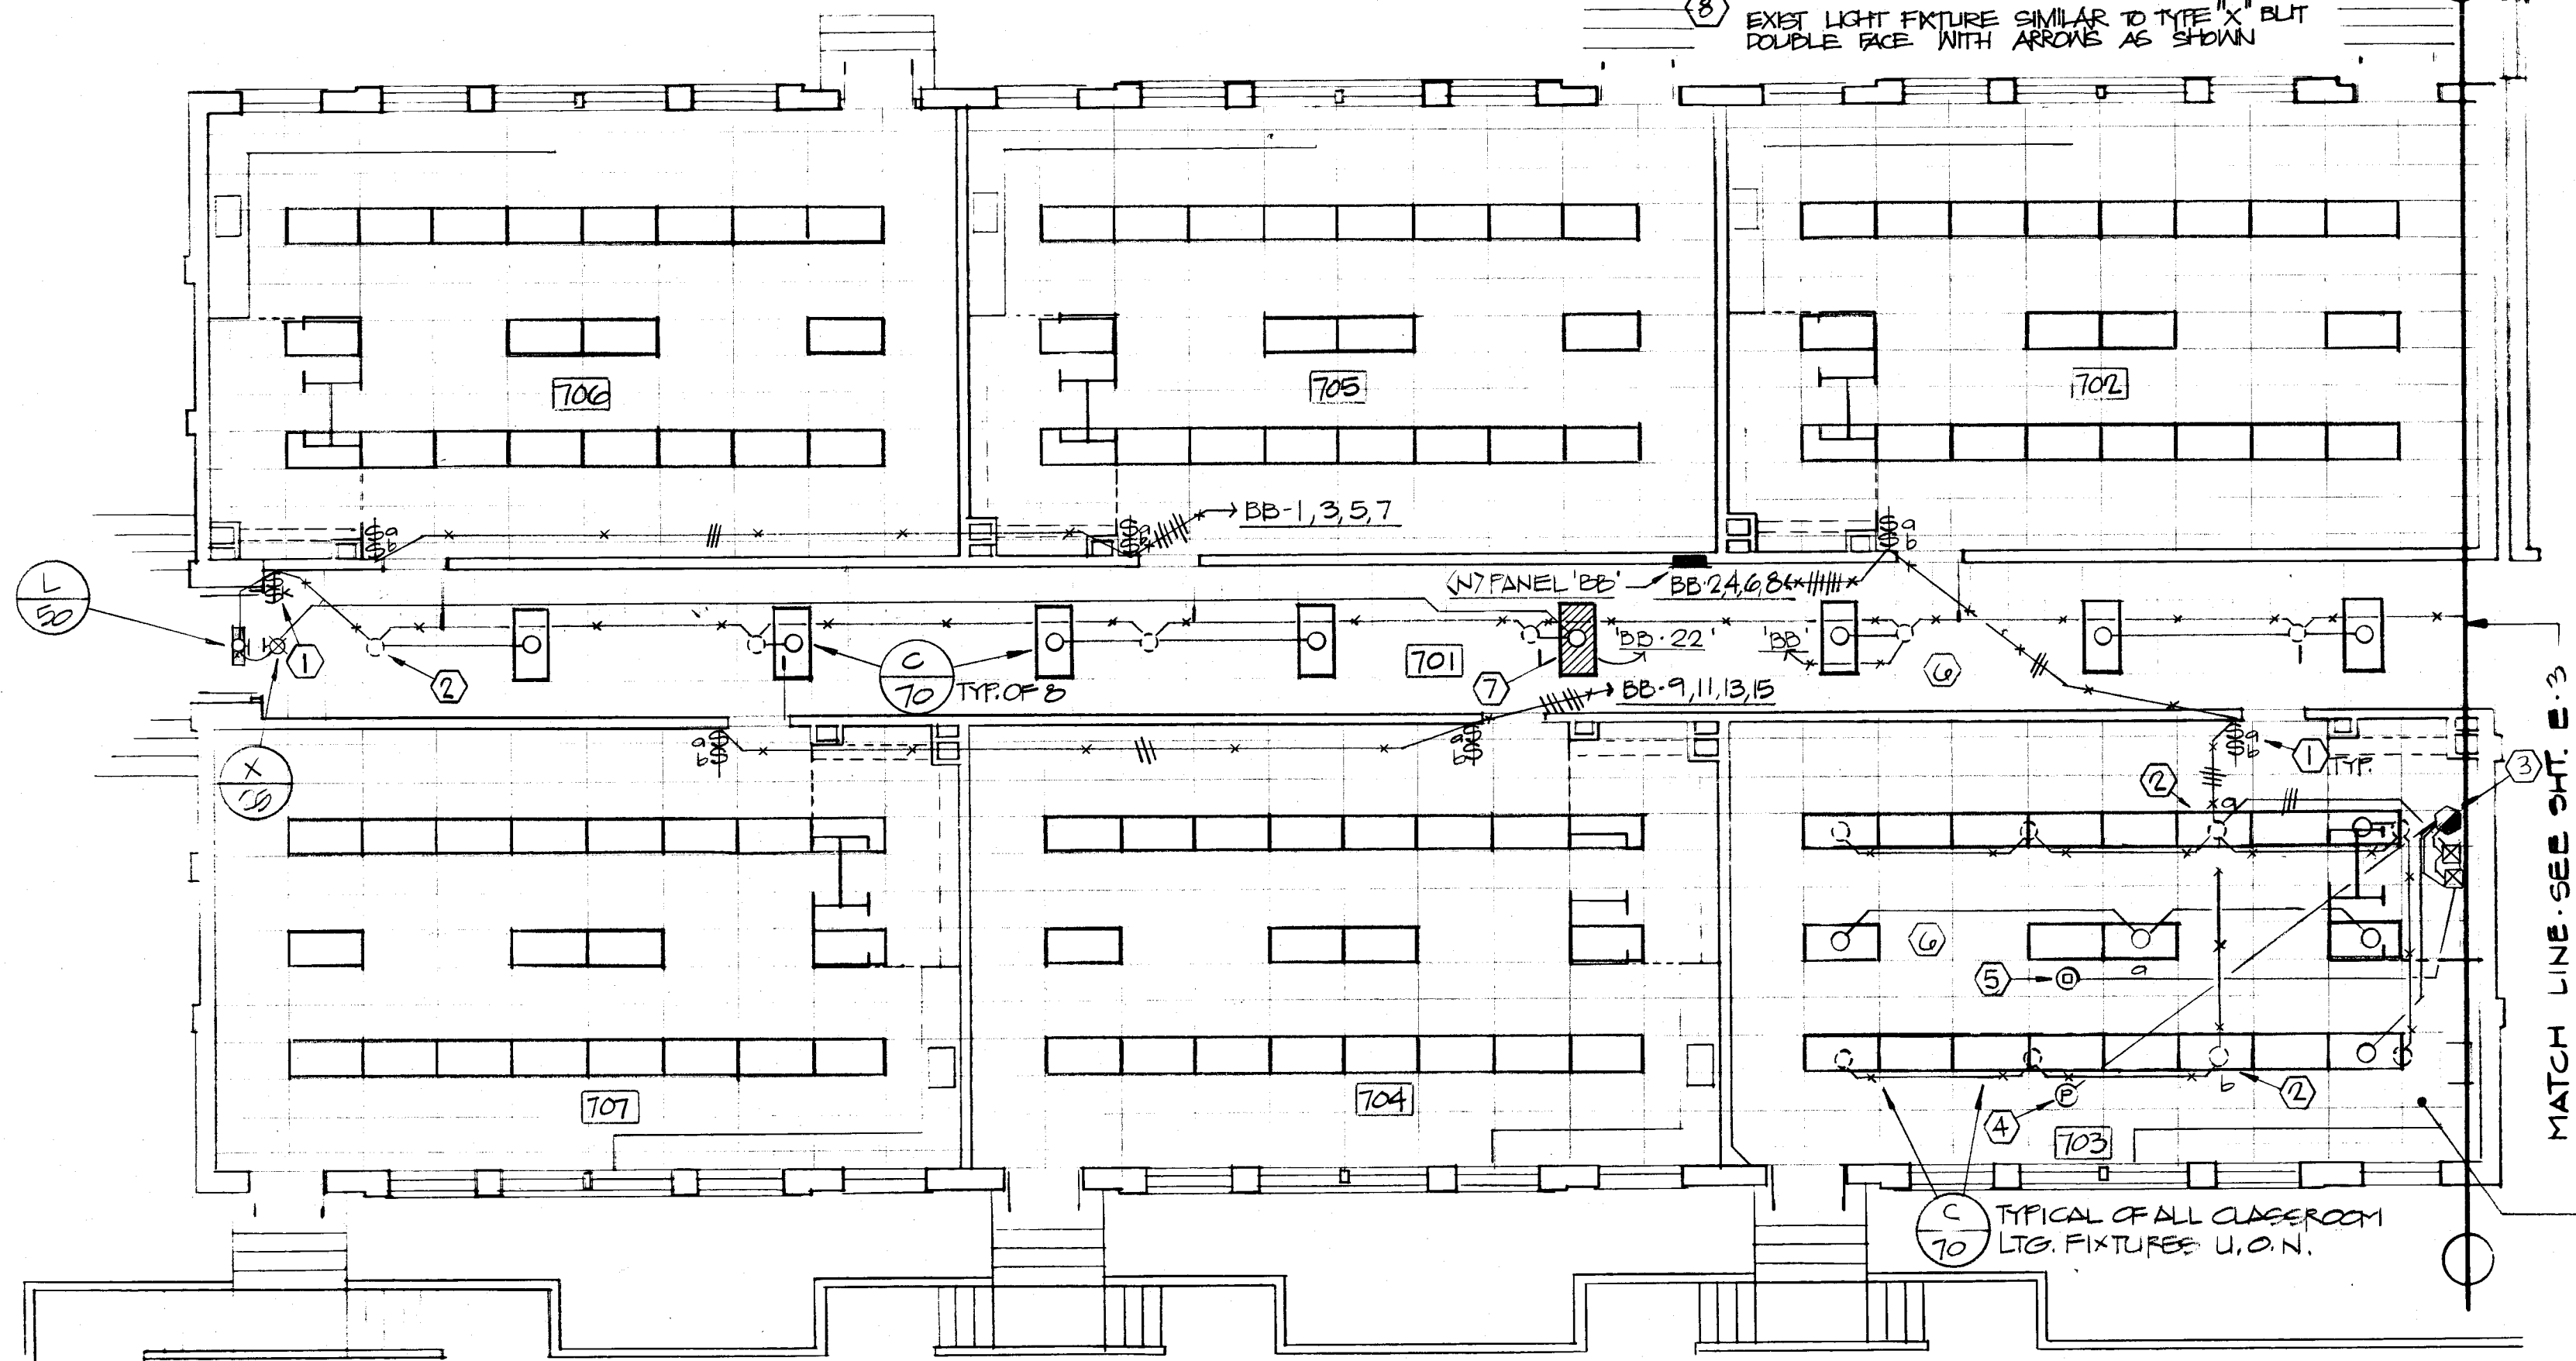 8
EXIST LIGHT FIXTURE SIMILAR TO TYPE "X" BUT
DOUBLE FACE WITH ARROWS AS SHOWN
706
705
702
BB-1,3,5,7
a
b
a
b
a
b
L
50
(N) PANEL 'BB'
BB·2,4,6,8
1
2
C
70
TYP. OF 8
701
7
'BB·22'
'BB'
6
BB·9,11,13,15
X
a
b
a
b
a
b
1
TYP.
3
2
a
6
a
5
b
2
4
P
707
704
703
C
70
TYPICAL OF ALL CLASSROOM
LTG. FIXTURES U.O.N.
MATCH LINE·SEE SHT. E·3